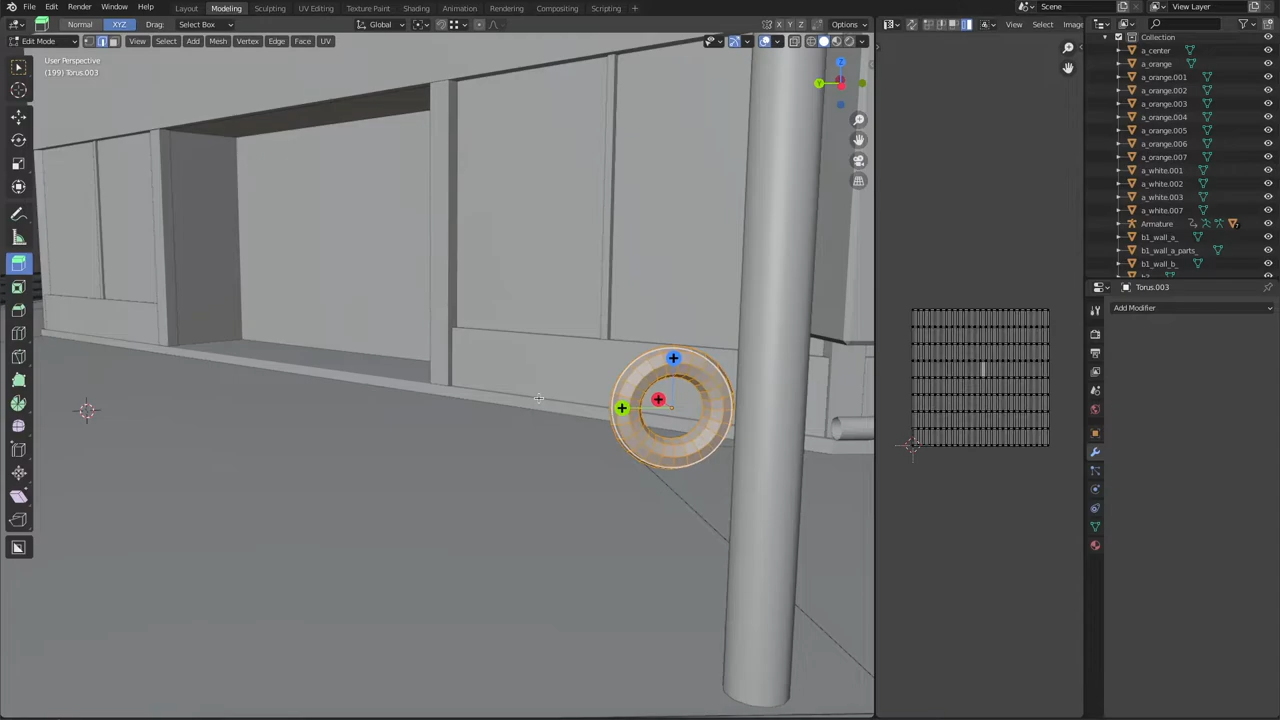 File Edit Render Window Help
Layout Modeling Sculpting UV Editing Texture Paint Shading Animation Rendering Compositing Scripting
Scene View Layer
Normal XYZ Drag: Select Box Global X Y Z Options
View Select Image
Edit Mode View Select Add Mesh Vertex Edge Face UV
User Perspective
(199) Torus.003
Z
Y
Collection
a_center
a_orange
a_orange.001
a_orange.002
a_orange.003
a_orange.004
a_orange.005
a_orange.006
a_orange.007
a_white.001
a_white.002
a_white.003
a_white.007
Armature
b1_wall_a_
b1_wall_a_parts_
b1_wall_b_
Torus.003
Add Modifier